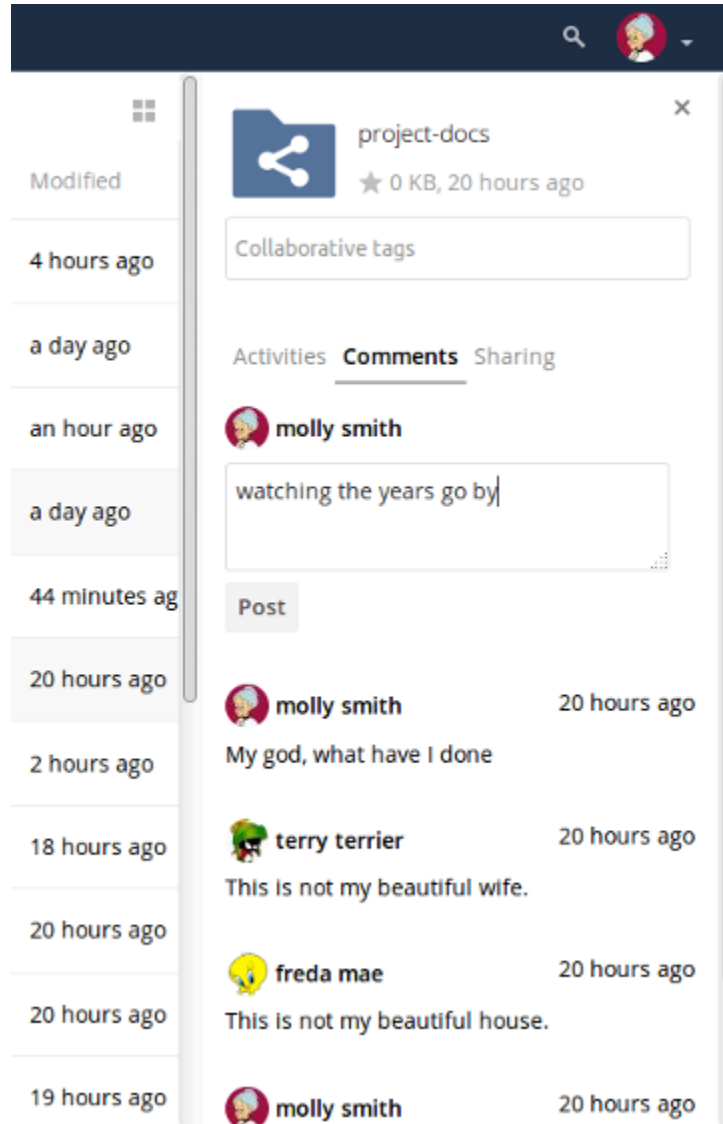 Modified
4 hours ago
a day ago
an hour ago
a day ago
44 minutes ag
20 hours ago
2 hours ago
18 hours ago
20 hours ago
20 hours ago
19 hours ago
project-docs
0 KB, 20 hours ago
Collaborative tags
Activities Comments Sharing
molly smith
watching the years go by
Post
molly smith 20 hours ago
My god, what have I done
terry terrier 20 hours ago
This is not my beautiful wife.
freda mae 20 hours ago
This is not my beautiful house.
molly smith 20 hours ago